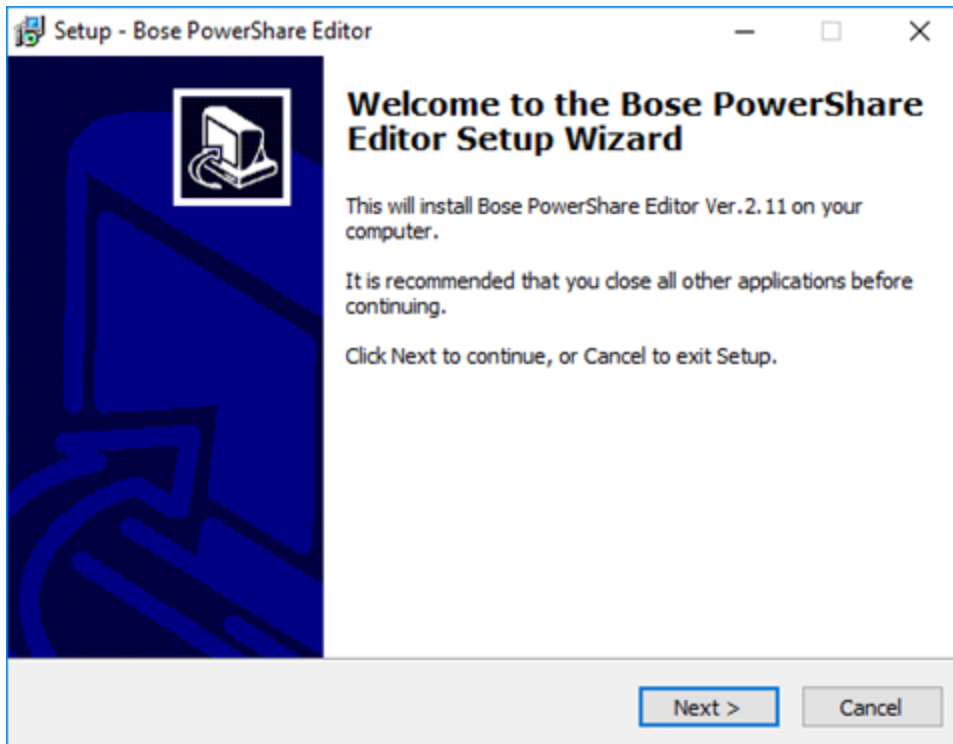 Setup - Bose PowerShare Editor
Welcome to the Bose PowerShare
Editor Setup Wizard
This will install Bose PowerShare Editor Ver.2.11 on your
computer.
It is recommended that you close all other applications before
continuing.
Click Next to continue, or Cancel to exit Setup.
Next >
Cancel